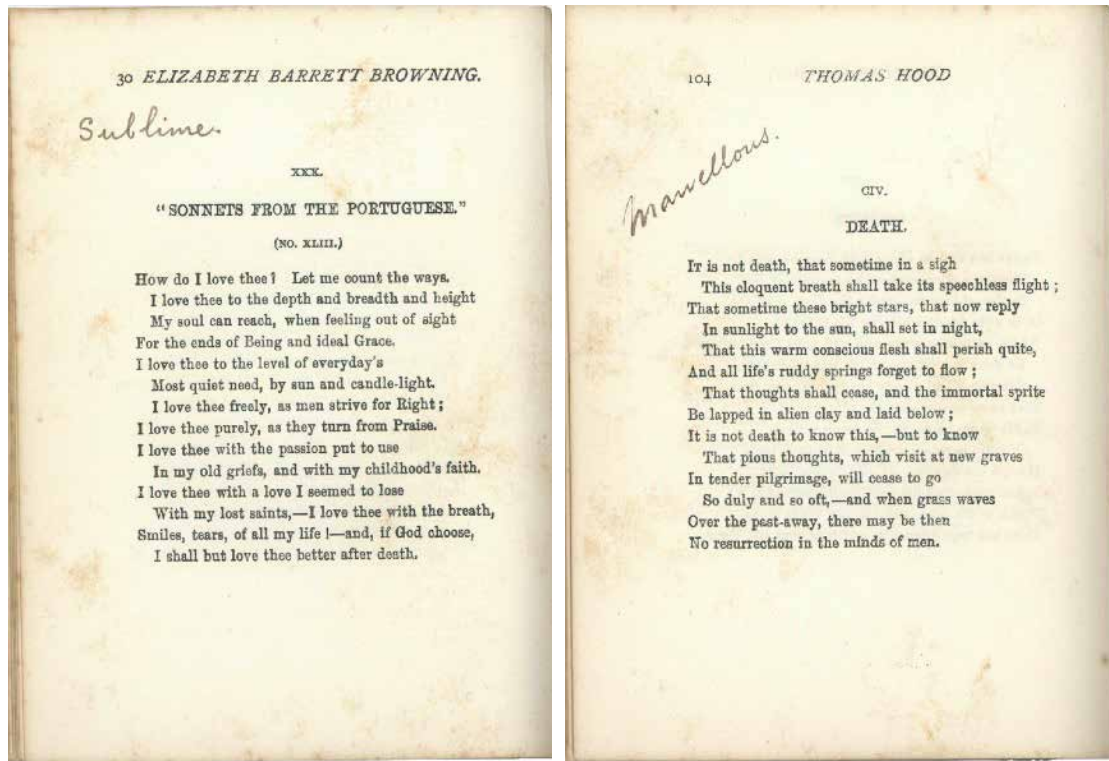 30 ELIZABETH BARRETT BROWNING.
Sublime.
XXX.
"SONNETS FROM THE PORTUGUESE."
(NO. XLIII.)
How do I love thee? Let me count the ways.
I love thee to the depth and breadth and height
My soul can reach, when feeling out of sight
For the ends of Being and ideal Grace.
I love thee to the level of everyday's
Most quiet need, by sun and candle-light.
I love thee freely, as men strive for Right;
I love thee purely, as they turn from Praise.
I love thee with the passion put to use
In my old griefs, and with my childhood's faith.
I love thee with a love I seemed to lose
With my lost saints,—I love thee with the breath,
Smiles, tears, of all my life!—and, if God choose,
I shall but love thee better after death.
104 THOMAS HOOD
Marvellous.
CIV.
DEATH.
IT is not death, that sometime in a sigh
This eloquent breath shall take its speechless flight;
That sometime these bright stars, that now reply
In sunlight to the sun, shall set in night,
That this warm conscious flesh shall perish quite,
And all life's ruddy springs forget to flow;
That thoughts shall cease, and the immortal sprite
Be lapped in alien clay and laid below;
It is not death to know this,—but to know
That pious thoughts, which visit at new graves
In tender pilgrimage, will cease to go
So duly and so oft,—and when grass waves
Over the past-away, there may be then
No resurrection in the minds of men.